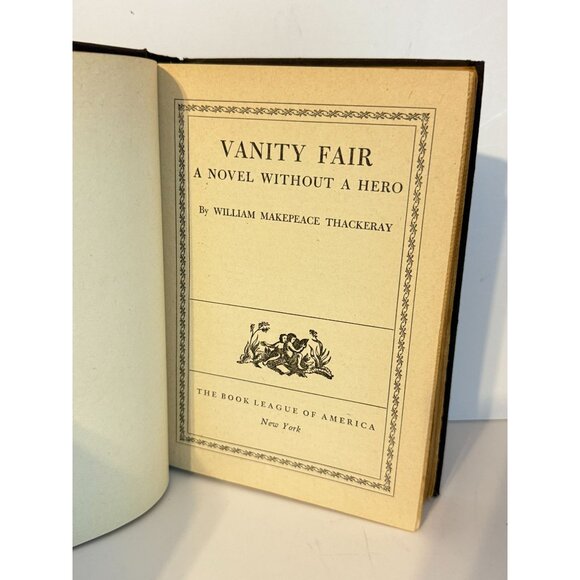 VANITY FAIR
A NOVEL WITHOUT A HERO
By WILLIAM MAKEPEACE THACKERAY
THE BOOK LEAGUE OF AMERICA
New York